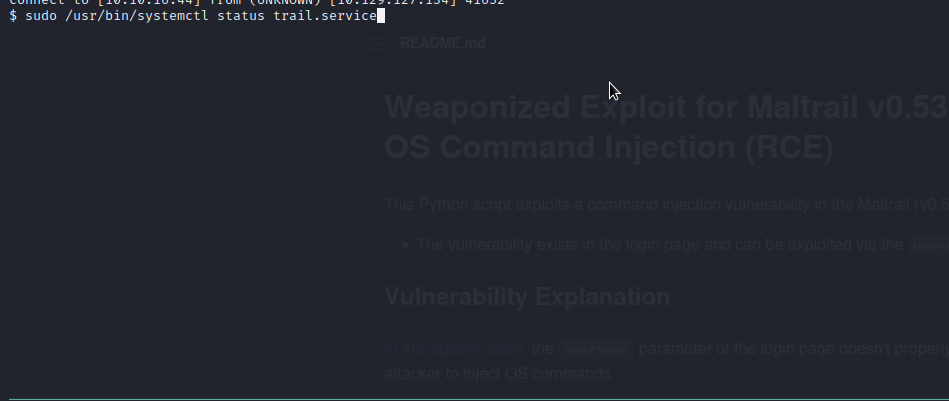 connect to [10.10.16.44] from (UNKNOWN) [10.129.127.154] 41052
$ sudo /usr/bin/systemctl status trail.service
README.md
Weaponized Exploit for Maltrail v0.53
OS Command Injection (RCE)
This Python script exploits a command injection vulnerability in the Maltrail (v0.5
• The vulnerability exists in the login page and can be exploited via the user
Vulnerability Explanation
In this specific case, the username parameter of the login page doesn't properly
attacker to inject OS commands